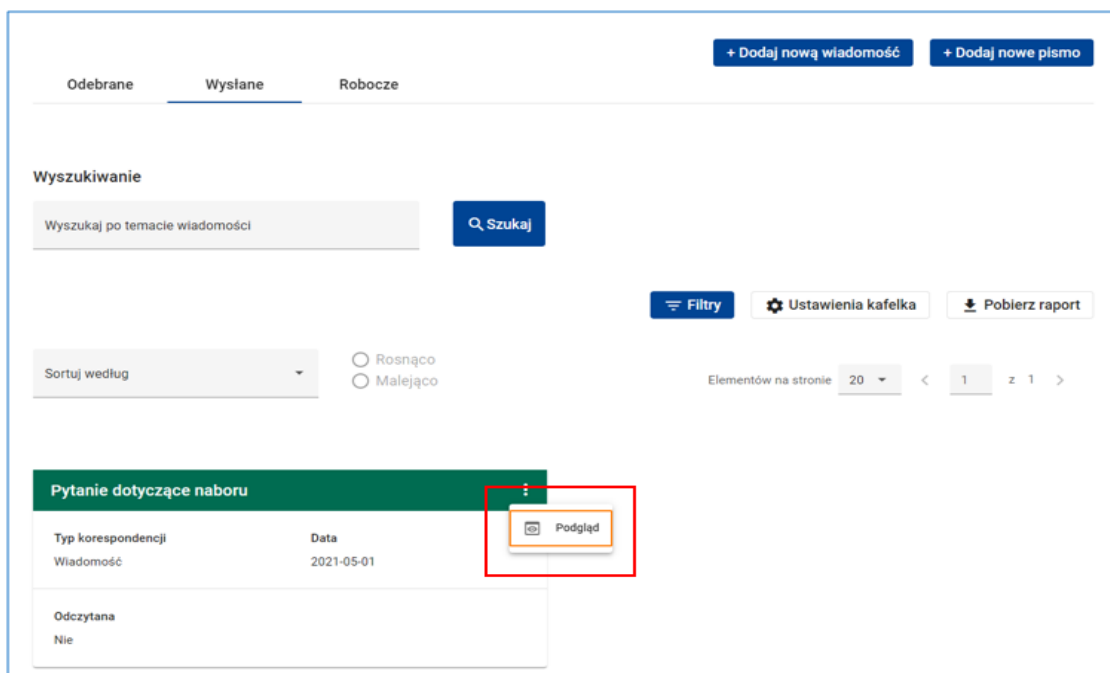 + Dodaj nową wiadomość
+ Dodaj nowe pismo
Odebrane
Wysłane
Robocze
Wyszukiwanie
Wyszukaj po temacie wiadomości
Szukaj
Filtry
Ustawienia kafelka
Pobierz raport
Sortuj według
Rosnąco
Malejąco
Elementów na stronie 20
1 z 1
Pytanie dotyczące naboru
Podgląd
Typ korespondencji
Data
Wiadomość
2021-05-01
Odczytana
Nie